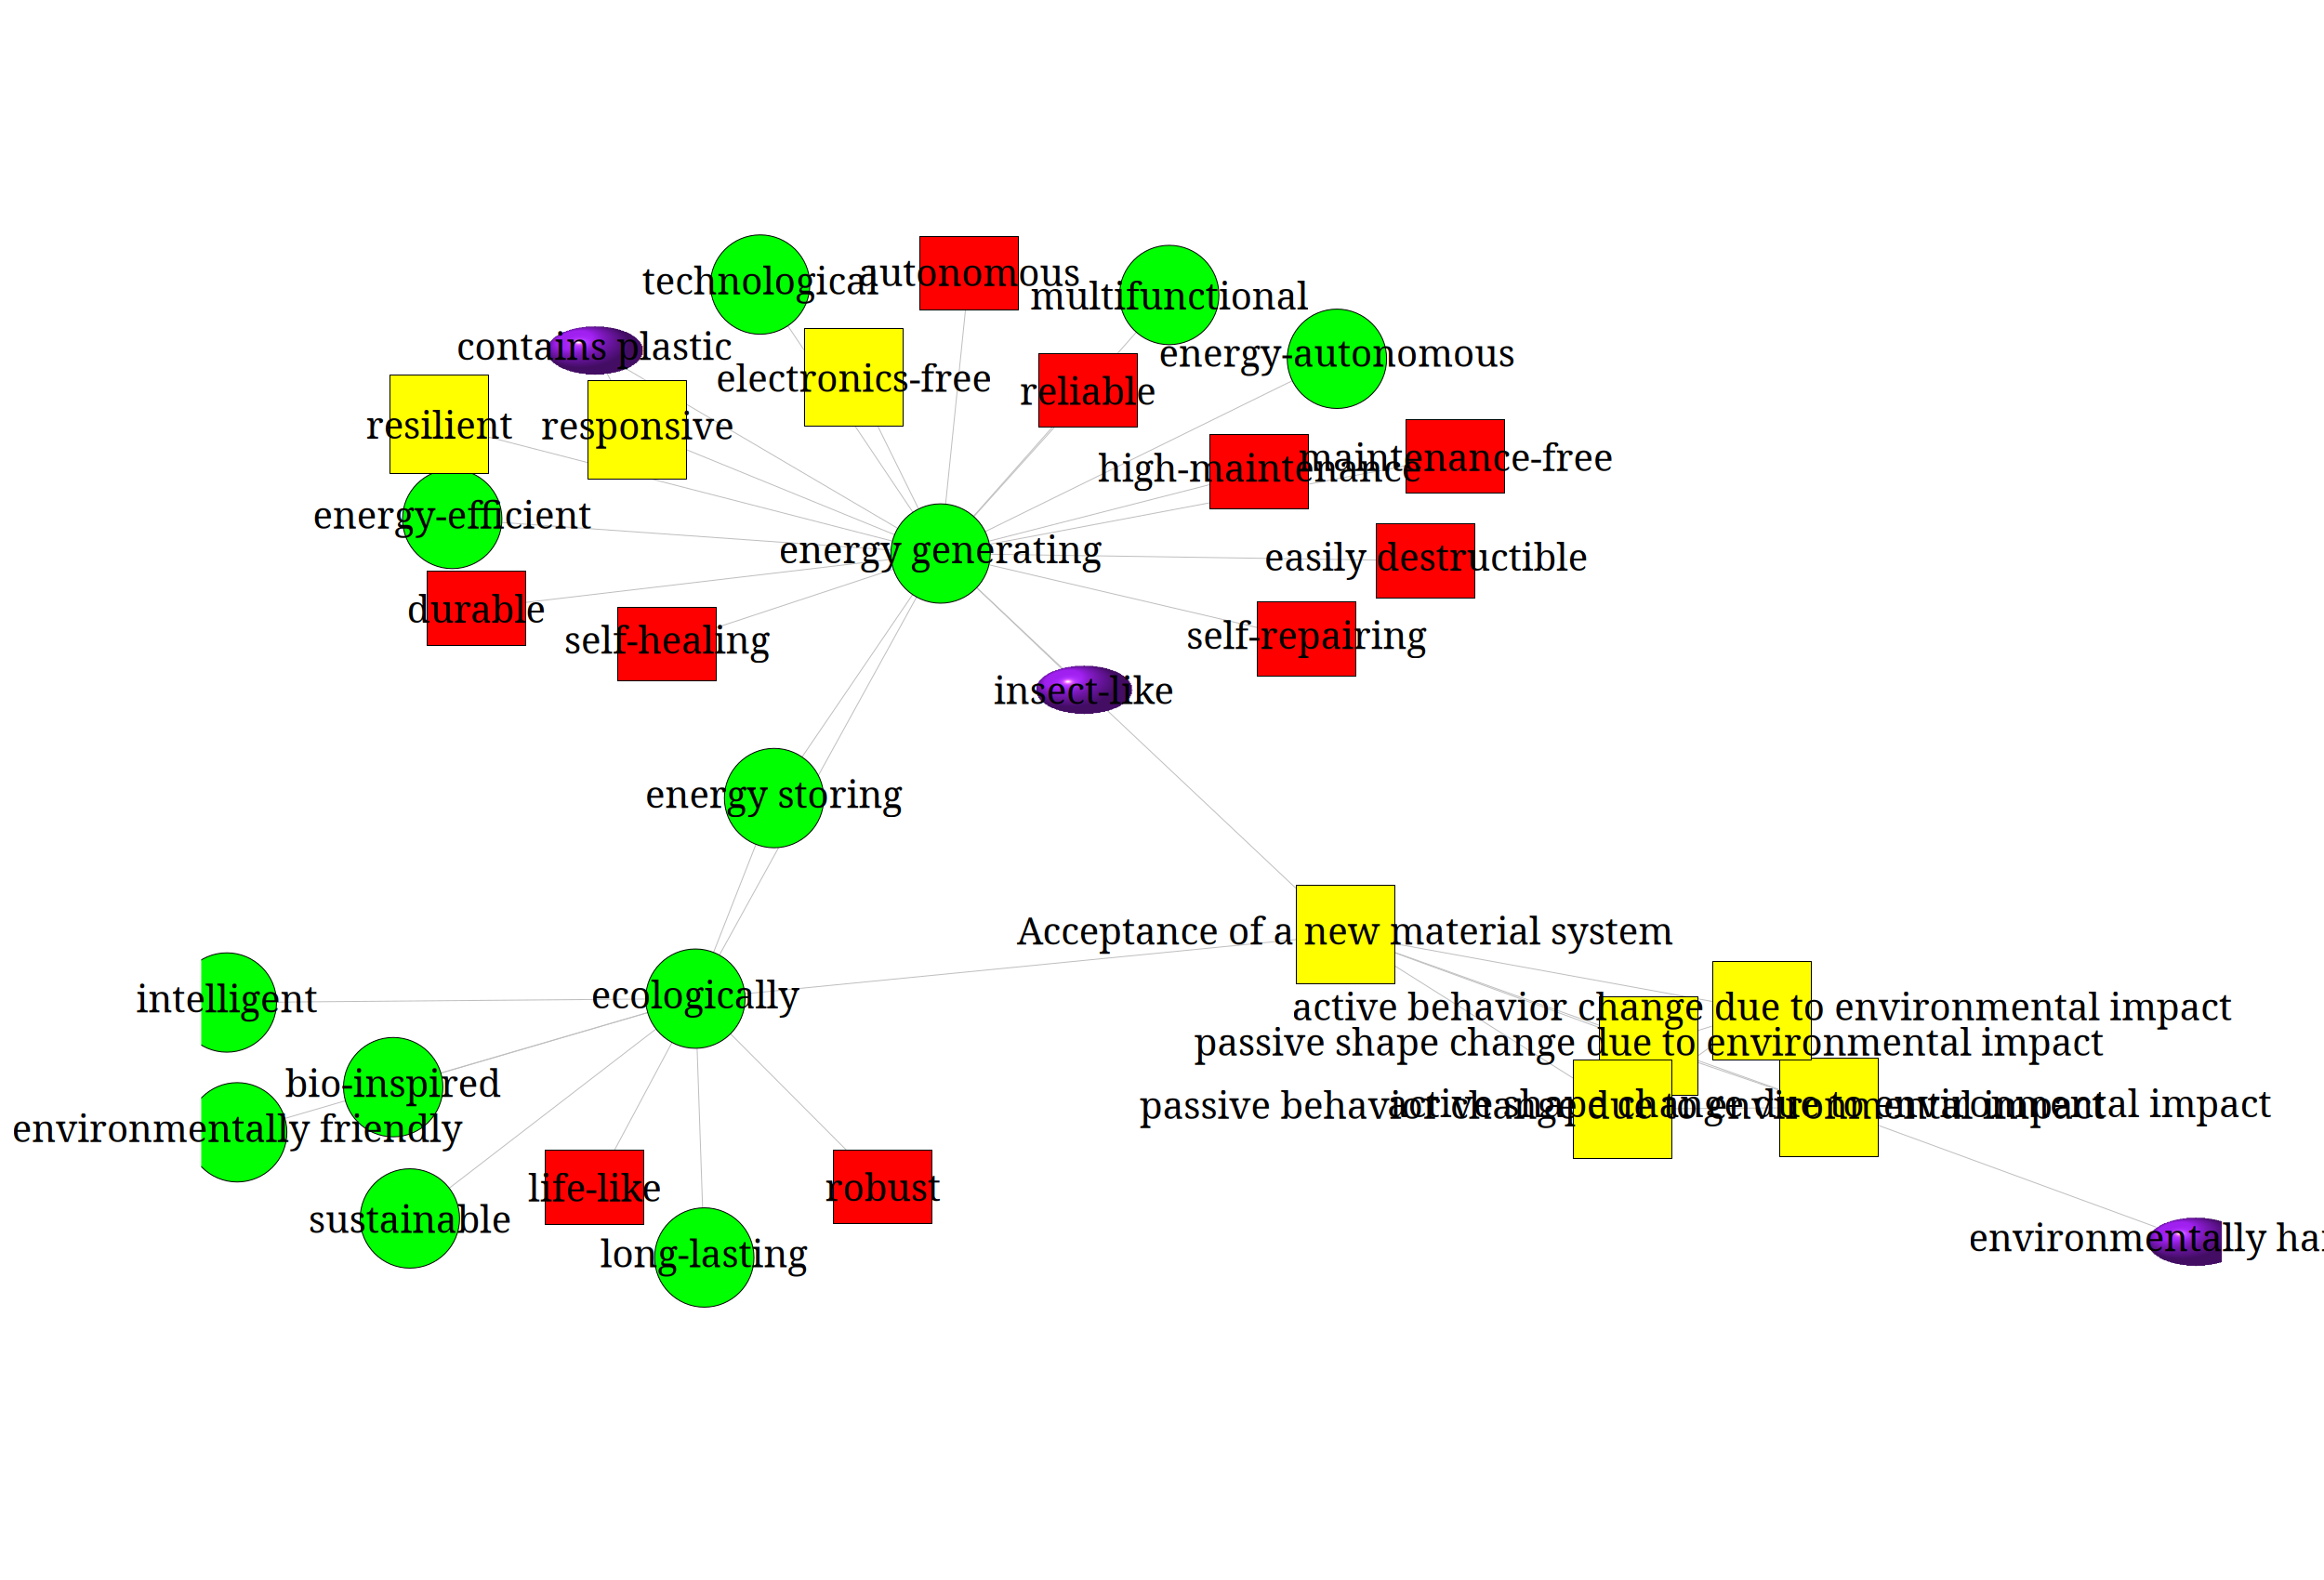 technological
autonomous
multifunctional
contains plastic
electronics-free
energy-autonomous
reliable
resilient
responsive
high-maintenance
maintenance-free
energy-efficient
energy generating
easily destructible
durable
self-healing
self-repairing
insect-like
energy storing
Acceptance of a new material system
intelligent
ecologically
active behavior change due to environmental impact
passive shape change due to environmental impact
bio-inspired
passive behavior change due to environmental impact
active shape change due to environmental impact
environmentally friendly
life-like
robust
sustainable
long-lasting
environmentally